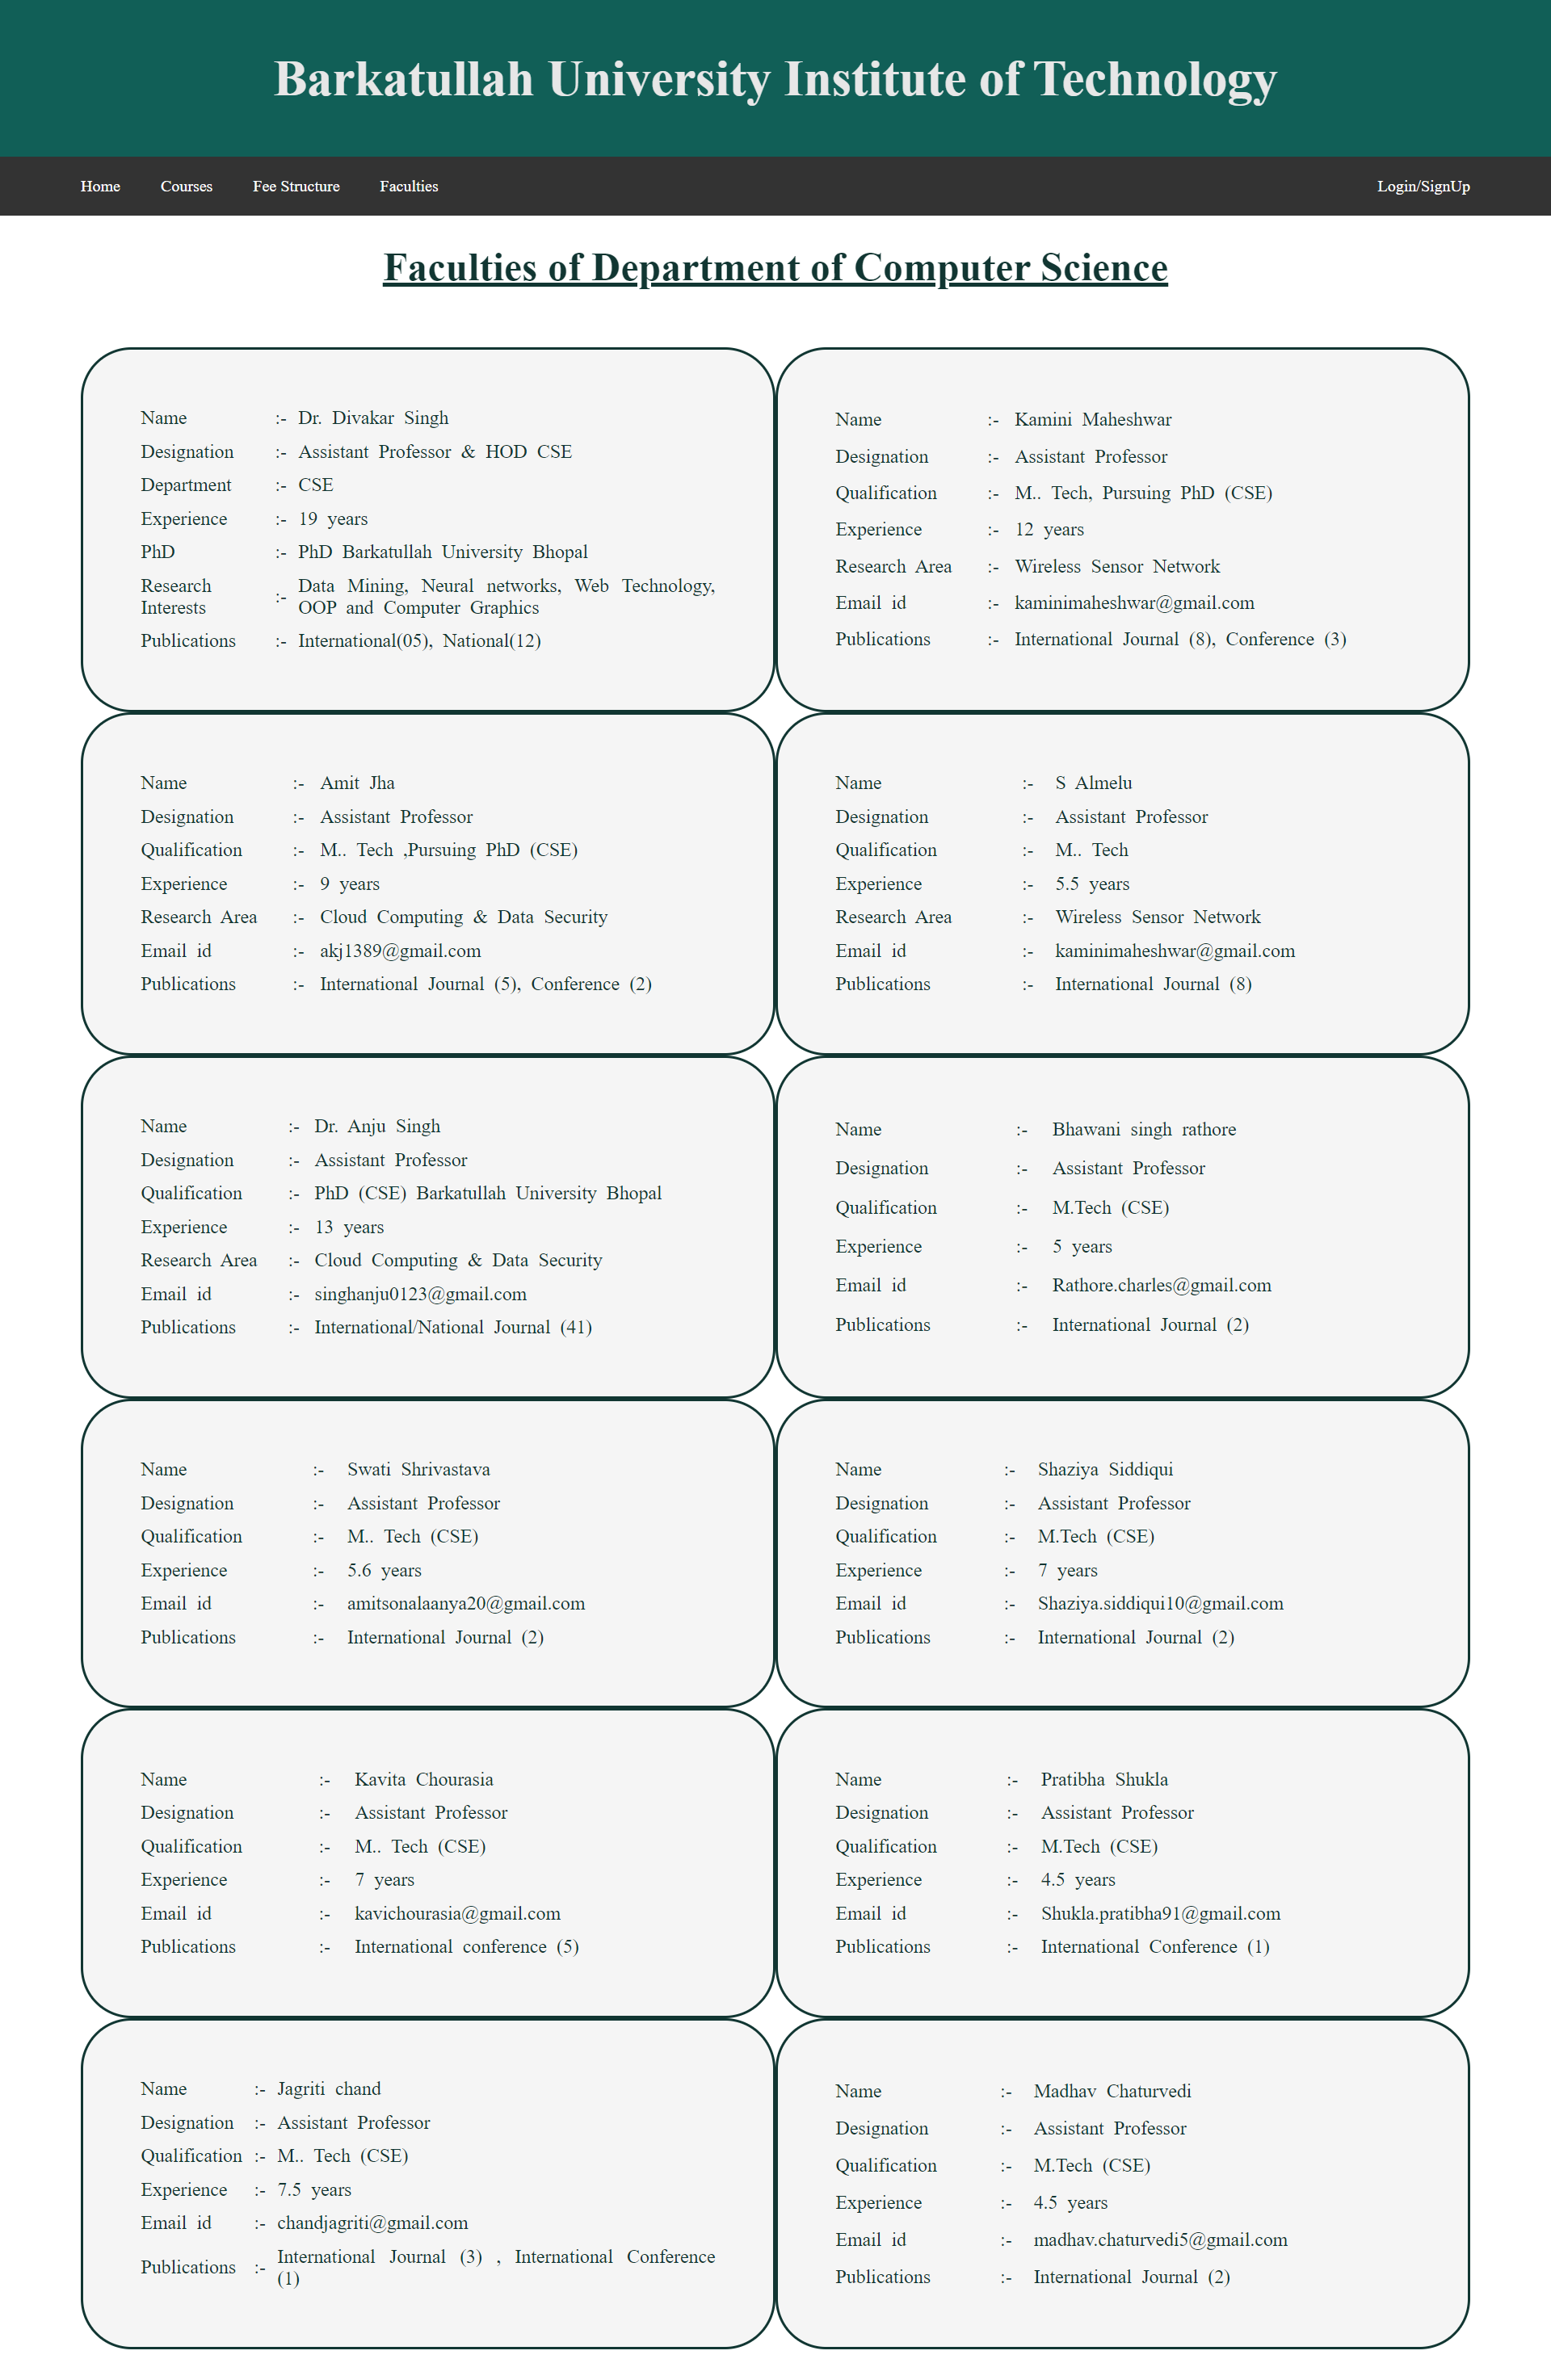 Barkatullah University Institute of Technology
Home Courses Fee Structure Faculties Login/SignUp
Faculties of Department of Computer Science
Name :- Dr. Divakar Singh
Designation :- Assistant Professor & HOD CSE
Department :- CSE
Experience :- 19 years
PhD :- PhD Barkatullah University Bhopal
Research Interests :- Data Mining, Neural networks, Web Technology,
OOP and Computer Graphics
Publications :- International(05), National(12)
Name :- Kamini Maheshwar
Designation :- Assistant Professor
Qualification :- M.. Tech, Pursuing PhD (CSE)
Experience :- 12 years
Research Area :- Wireless Sensor Network
Email id :- kaminimaheshwar@gmail.com
Publications :- International Journal (8), Conference (3)
Name :- Amit Jha
Designation :- Assistant Professor
Qualification :- M.. Tech ,Pursuing PhD (CSE)
Experience :- 9 years
Research Area :- Cloud Computing & Data Security
Email id :- akj1389@gmail.com
Publications :- International Journal (5), Conference (2)
Name :- S Almelu
Designation :- Assistant Professor
Qualification :- M.. Tech
Experience :- 5.5 years
Research Area :- Wireless Sensor Network
Email id :- kaminimaheshwar@gmail.com
Publications :- International Journal (8)
Name :- Dr. Anju Singh
Designation :- Assistant Professor
Qualification :- PhD (CSE) Barkatullah University Bhopal
Experience :- 13 years
Research Area :- Cloud Computing & Data Security
Email id :- singhanju0123@gmail.com
Publications :- International/National Journal (41)
Name :- Bhawani singh rathore
Designation :- Assistant Professor
Qualification :- M.Tech (CSE)
Experience :- 5 years
Email id :- Rathore.charles@gmail.com
Publications :- International Journal (2)
Name :- Swati Shrivastava
Designation :- Assistant Professor
Qualification :- M.. Tech (CSE)
Experience :- 5.6 years
Email id :- amitsonalaanya20@gmail.com
Publications :- International Journal (2)
Name :- Shaziya Siddiqui
Designation :- Assistant Professor
Qualification :- M.Tech (CSE)
Experience :- 7 years
Email id :- Shaziya.siddiqui10@gmail.com
Publications :- International Journal (2)
Name :- Kavita Chourasia
Designation :- Assistant Professor
Qualification :- M.. Tech (CSE)
Experience :- 7 years
Email id :- kavichourasia@gmail.com
Publications :- International conference (5)
Name :- Pratibha Shukla
Designation :- Assistant Professor
Qualification :- M.Tech (CSE)
Experience :- 4.5 years
Email id :- Shukla.pratibha91@gmail.com
Publications :- International Conference (1)
Name :- Jagriti chand
Designation :- Assistant Professor
Qualification :- M.. Tech (CSE)
Experience :- 7.5 years
Email id :- chandjagriti@gmail.com
Publications :- International Journal (3) , International Conference
(1)
Name :- Madhav Chaturvedi
Designation :- Assistant Professor
Qualification :- M.Tech (CSE)
Experience :- 4.5 years
Email id :- madhav.chaturvedi5@gmail.com
Publications :- International Journal (2)